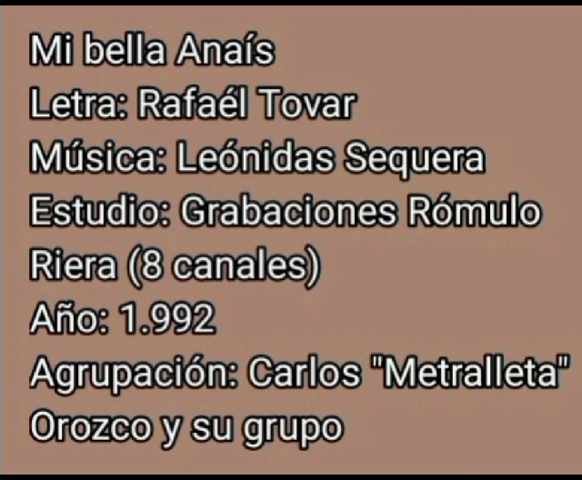 Mi bella Anaís
Letra: Rafaél Tovar
Música: Leónidas Sequera
Estudio: Grabaciones Rómulo
Riera (8 canales)
Año: 1.992
Agrupación: Carlos "Metralleta"
Orozco y su grupo